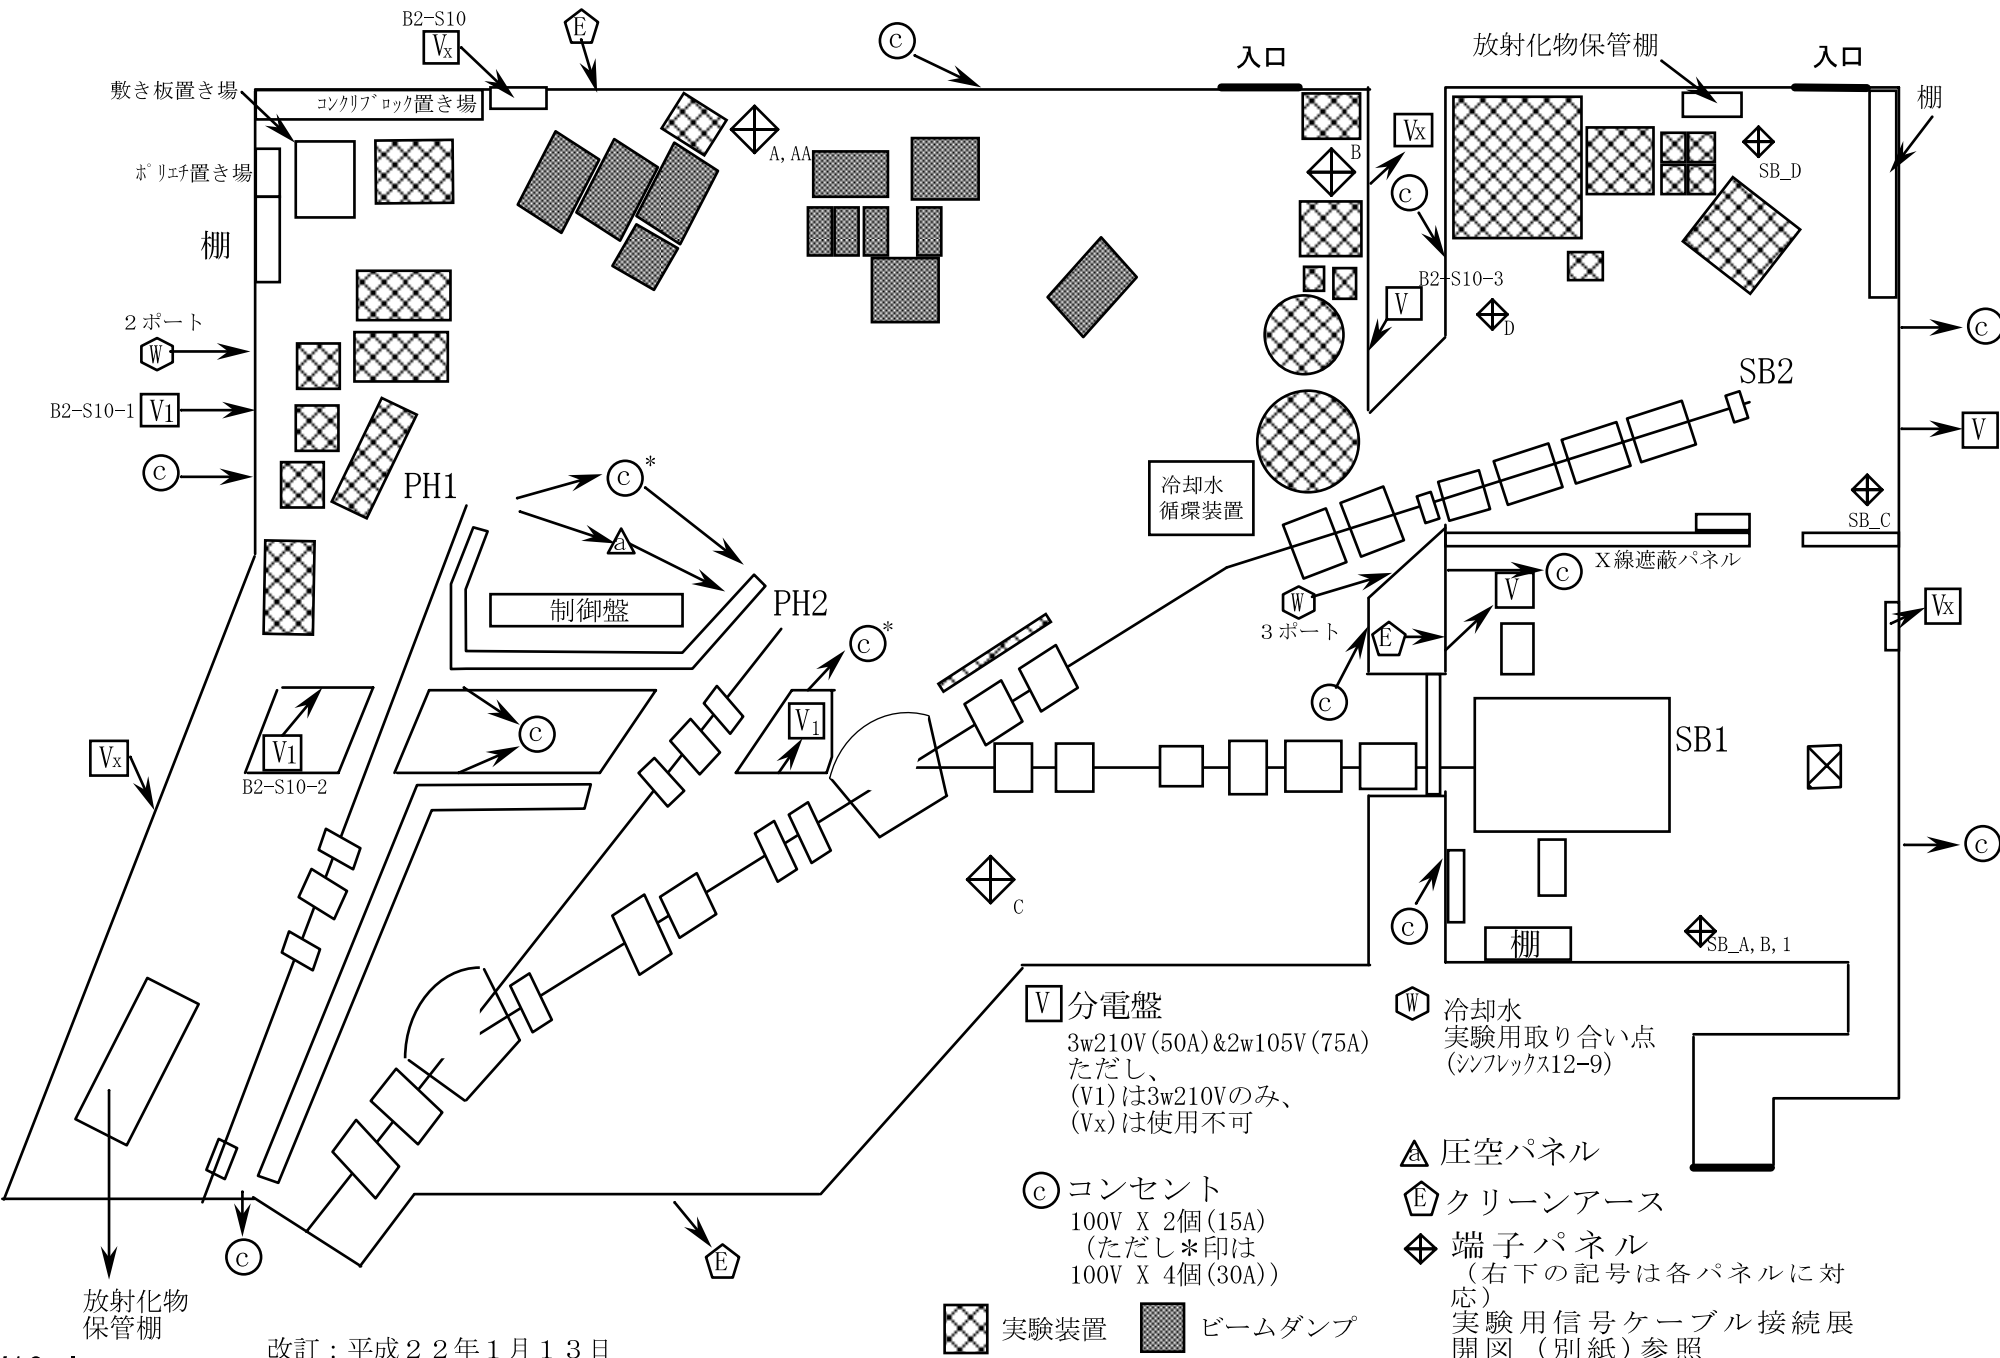 B2-S10
Vx
E
c
入口
放射化物保管棚
入口
敷き板置き場
コンクリブロック置き場
棚
A, AA
B
Vx
SB_D
ポリエチ置き場
c
棚
B2-S10-3
V
D
2ポート
W
c
SB2
B2-S10-1
V1
V
c
PH1
c*
冷却水
循環装置
SB_C
a
X線遮蔽パネル
c
V
制御盤
PH2
W
3ポート
E
Vx
c*
c
V1
c
V1
SB1
Vx
B2-S10-2
c
C
c
棚
SB_A, B, 1
V 分電盤
3w210V(50A)&2w105V(75A)
ただし、
(V1)は3w210Vのみ、
(Vx)は使用不可
W 冷却水
実験用取り合い点
(シンフレックス12-9)
a 圧空パネル
c コンセント
100V X 2個(15A)
(ただし＊印は
100V X 4個(30A))
E クリーンアース
端子パネル
(右下の記号は各パネルに対
応)
実験用信号ケーブル接続展
開図(別紙)参照
c
E
放射化物
保管棚
実験装置
ビームダンプ
改訂：平成２２年１月１３日